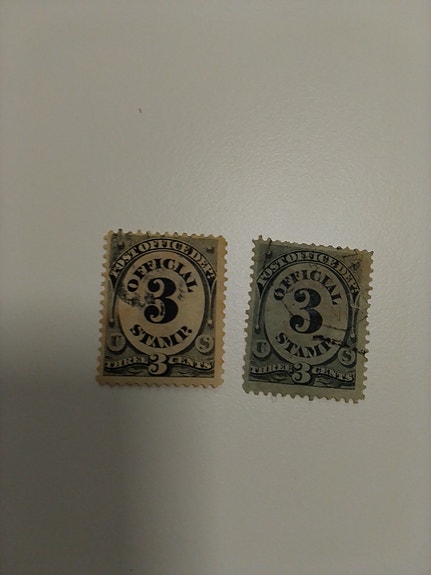 POST OFFICE DEPT.
OFFICIAL
3
STAMP.
U S
THREE 3 CENTS
POST OFFICE DEPT.
OFFICIAL
3
STAMP.
U S
THREE 3 CENTS